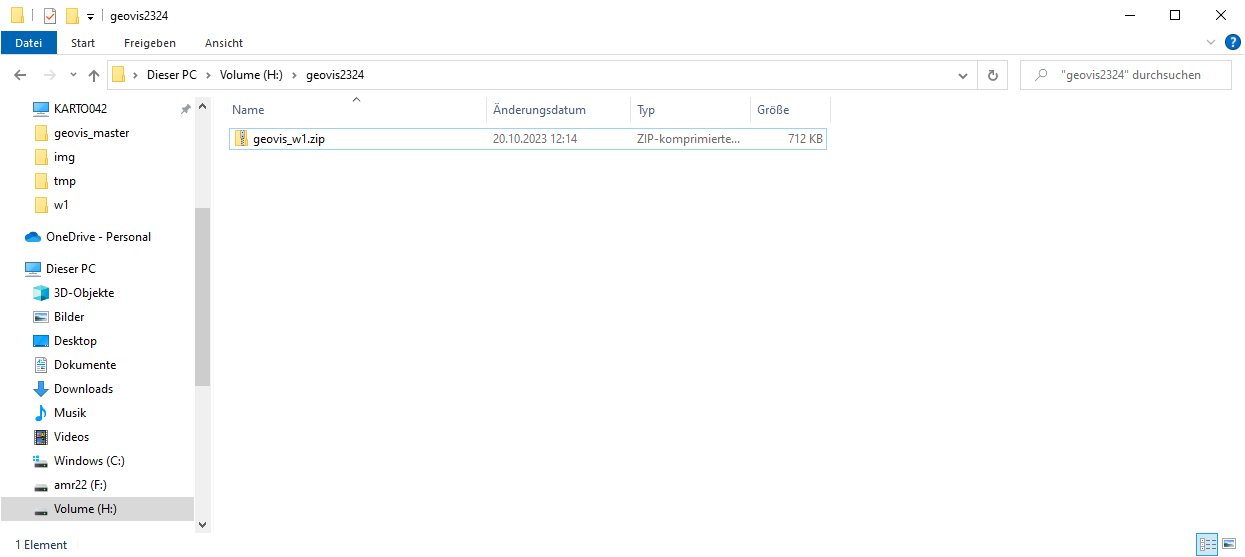 geovis2324
Datei Start Freigeben Ansicht ?
Dieser PC Volume (H:) geovis2324 "geovis2324" durchsuchen
KARTO042
geovis_master
img
tmp
w1
OneDrive - Personal
Dieser PC
3D-Objekte
Bilder
Desktop
Dokumente
Downloads
Musik
Videos
Windows (C:)
amr22 (F:)
Volume (H:)
Name Änderungsdatum Typ Größe
geovis_w1.zip 20.10.2023 12:14 ZIP-komprimierte... 712 KB
1 Element